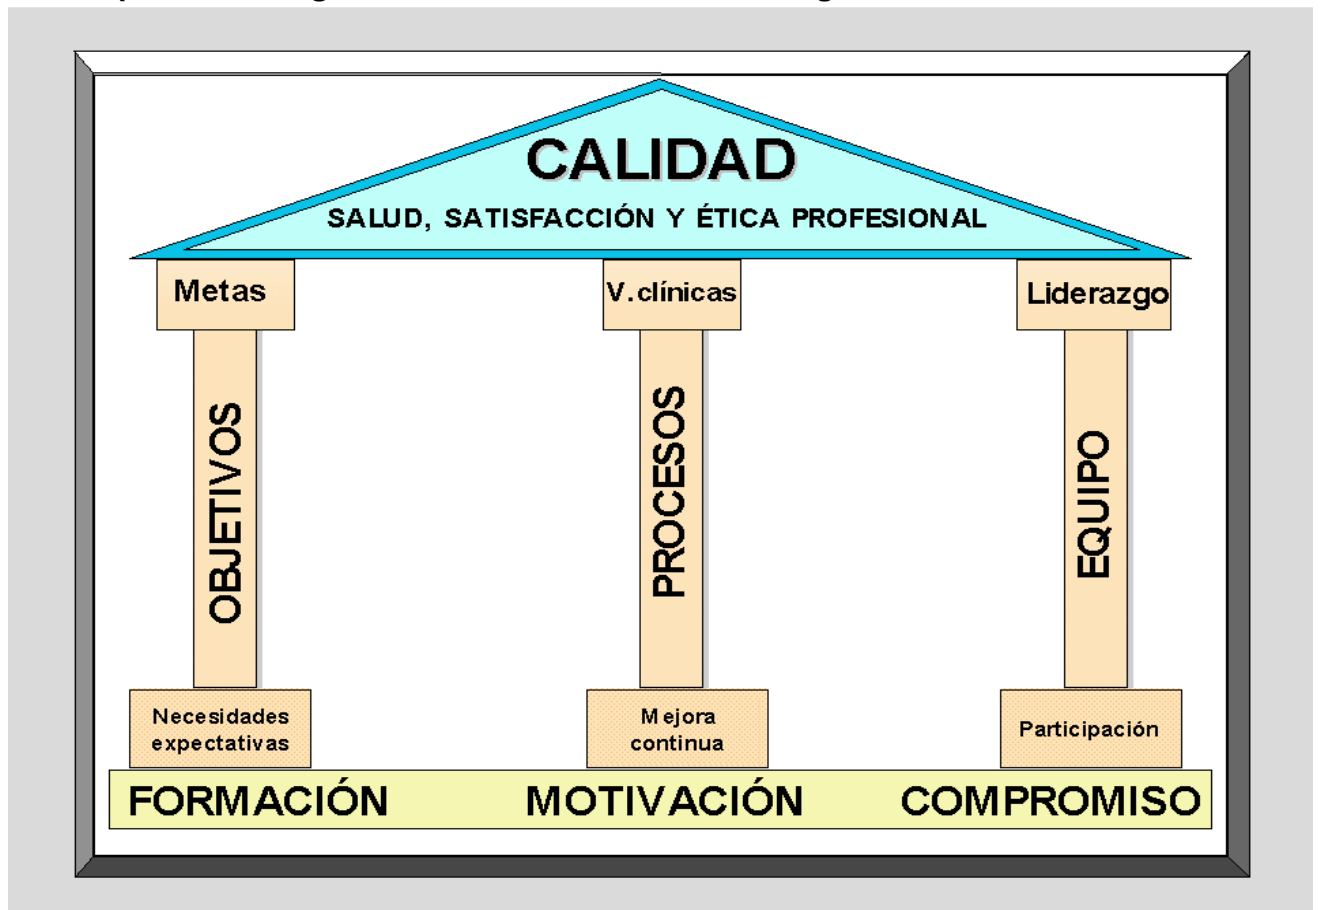 CALIDAD
SALUD, SATISFACCIÓN Y ÉTICA PROFESIONAL
Metas
V.clínicas
Liderazgo
OBJETIVOS
PROCESOS
EQUIPO
Necesidades
expectativas
Mejora
continua
Participación
FORMACIÓN MOTIVACIÓN COMPROMISO